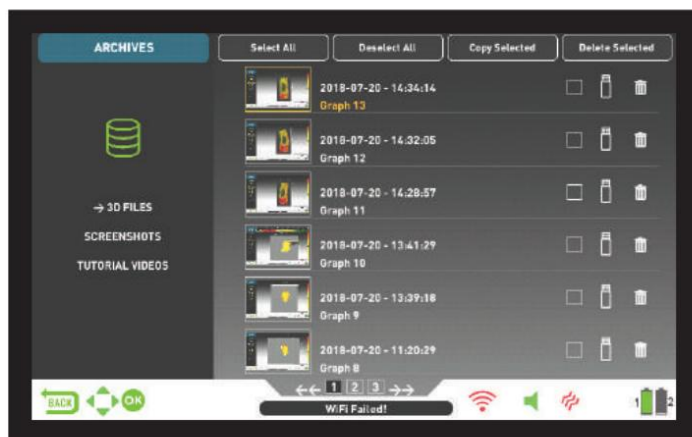 ARCHIVES
Select All
Deselect All
Copy Selected
Delete Selected
2018-07-20 - 14:34:14
Graph 13
2018-07-20 - 14:32:05
Graph 12
2018-07-20 - 14:28:57
Graph 11
2018-07-20 - 13:41:29
Graph 10
2018-07-20 - 13:39:18
Graph 9
2018-07-20 - 11:20:29
Graph 8
→ 3D FILES
SCREENSHOTS
TUTORIAL VIDEOS
BACK
OK
←← 1 2 3 →→
WiFi Failed!
1 2